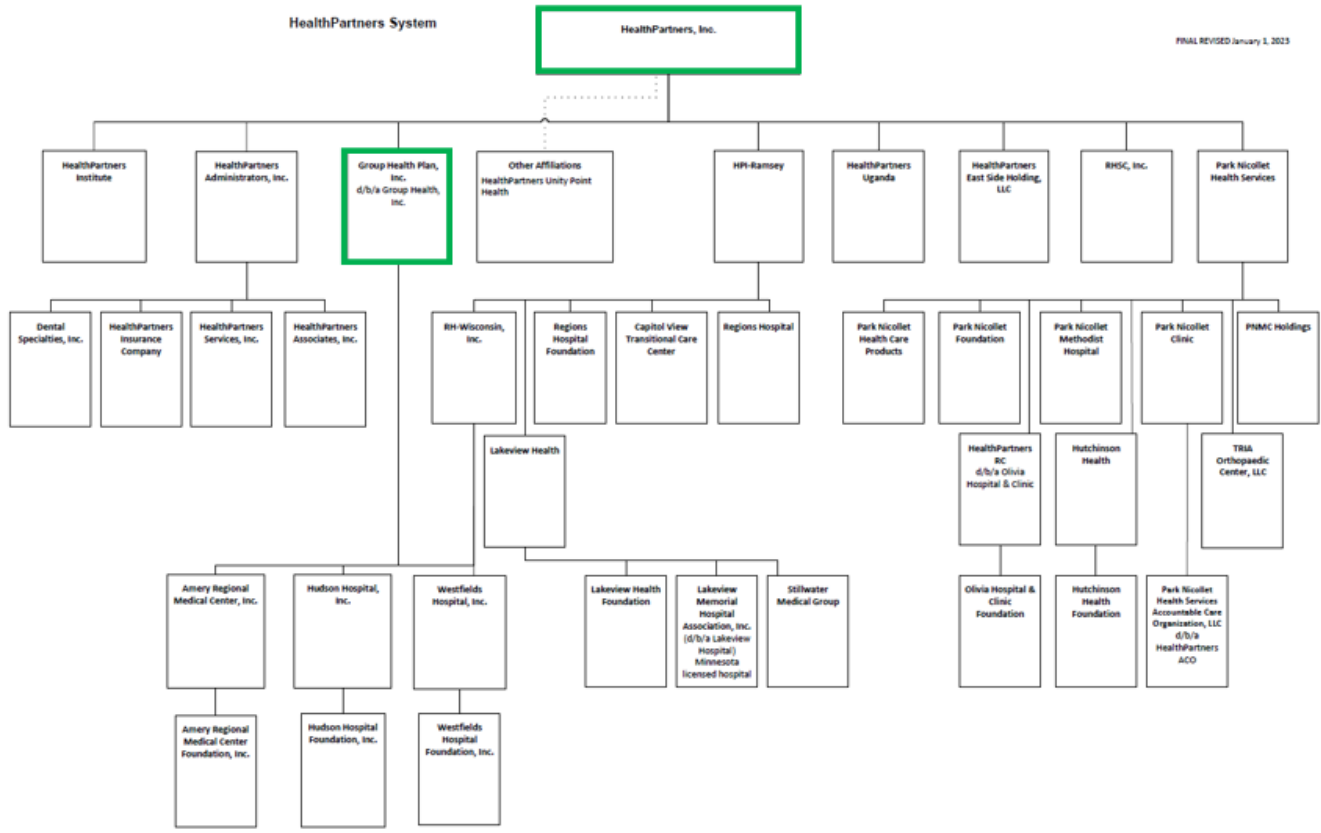 HealthPartners System
HealthPartners, Inc.
FINAL REVISED January 1, 2023
HealthPartners
Institute
HealthPartners
Administrators, Inc.
Group Health Plan,
Inc.
d/b/a Group Health,
Inc.
Other Affiliations
HealthPartners Unity Point
Health
HPI-Ramsey
HealthPartners
Uganda
HealthPartners
East Side Holding,
LLC
RHSC, Inc.
Park Nicollet
Health Services
Dental
Specialties, Inc.
HealthPartners
Insurance
Company
HealthPartners
Services, Inc.
HealthPartners
Associates, Inc.
RH-Wisconsin,
Inc.
Regions
Hospital
Foundation
Capitol View
Transitional Care
Center
Regions Hospital
Park Nicollet
Health Care
Products
Park Nicollet
Foundation
Park Nicollet
Methodist
Hospital
Park Nicollet
Clinic
PNMC Holdings
Lakeview Health
HealthPartners
RC
d/b/a Olivia
Hospital & Clinic
Hutchinson
Health
TRIA
Orthopaedic
Center, LLC
Amery Regional
Medical Center, Inc.
Hudson Hospital,
Inc.
Westfields
Hospital, Inc.
Lakeview Health
Foundation
Lakeview
Memorial
Hospital
Association, Inc.
(d/b/a Lakeview
Hospital)
Minnesota
licensed hospital
Stillwater
Medical Group
Olivia Hospital &
Clinic
Foundation
Hutchinson
Health
Foundation
Park Nicollet
Health Services
Accountable Care
Organization, LLC
d/b/a
HealthPartners
ACO
Amery Regional
Medical Center
Foundation, Inc.
Hudson Hospital
Foundation, Inc.
Westfields
Hospital
Foundation, Inc.